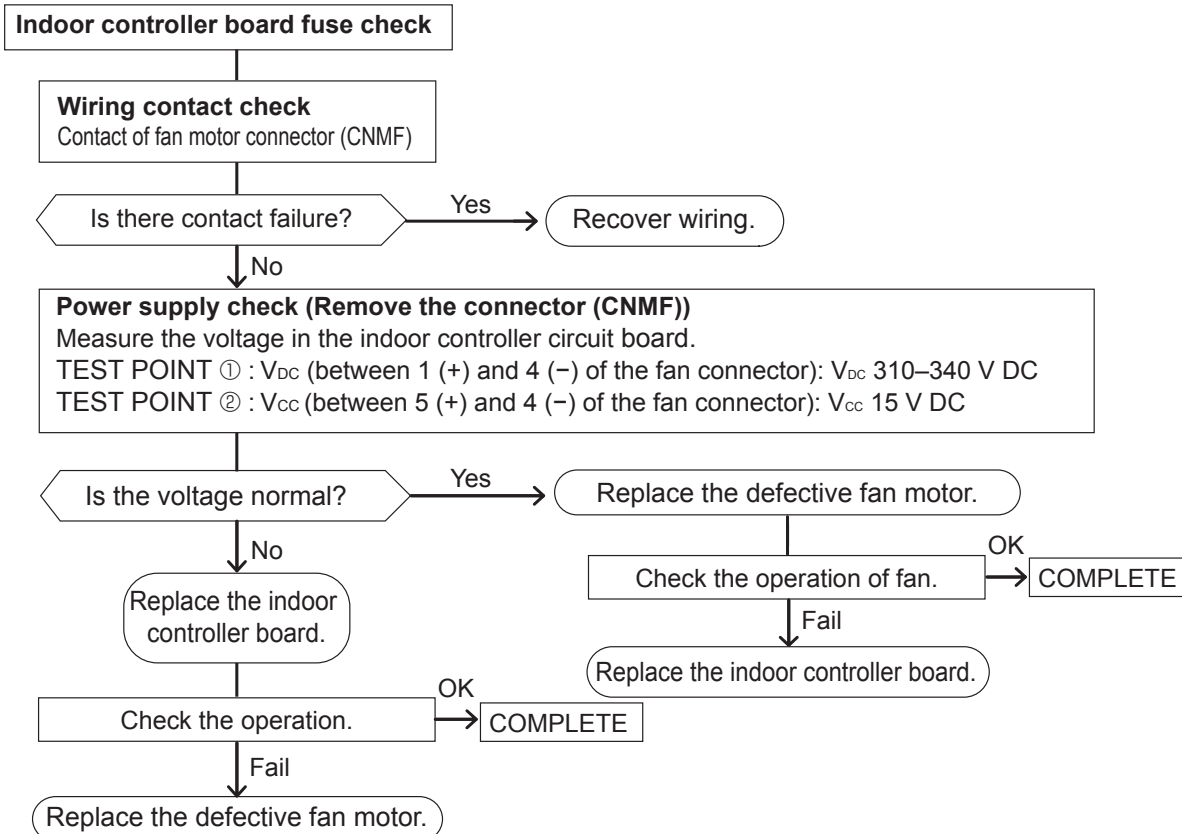 Indoor controller board fuse check
Wiring contact check
Contact of fan motor connector (CNMF)
Is there contact failure?
Yes
Recover wiring.
No
Power supply check (Remove the connector (CNMF))
Measure the voltage in the indoor controller circuit board.
TEST POINT ① : VDC (between 1 (+) and 4 (−) of the fan connector): VDC 310–340 V DC
TEST POINT ② : VCC (between 5 (+) and 4 (−) of the fan connector): VCC 15 V DC
Is the voltage normal?
Yes
Replace the defective fan motor.
No
Check the operation of fan.
OK
COMPLETE
Fail
Replace the indoor controller board.
Replace the indoor
controller board.
Check the operation.
OK
COMPLETE
Fail
Replace the defective fan motor.